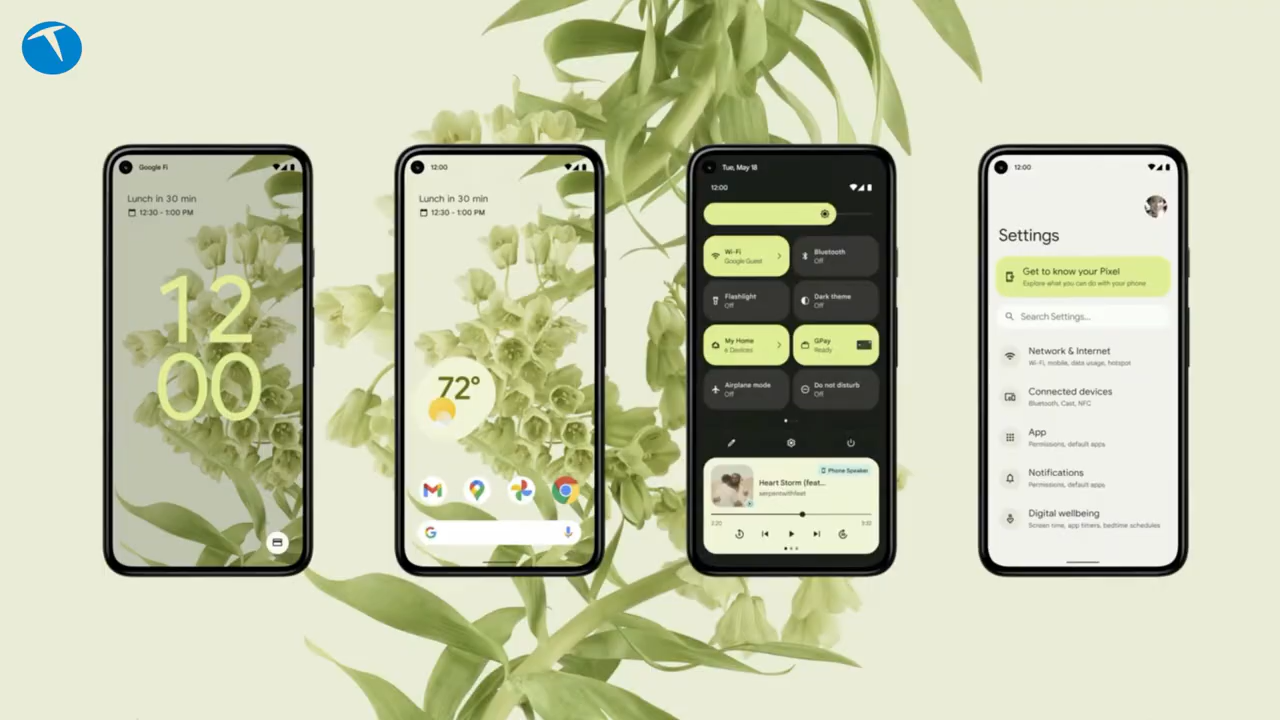 Google Fi
Lunch in 30 min
12:30 - 1:00 PM
12
00
12:00
Lunch in 30 min
12:30 - 1:00 PM
72°
Tue, May 18
12:00
Wi-Fi
Google Guest
Bluetooth
Off
Flashlight
Off
Dark theme
Off
My Home
6 Devices
GPay
Ready
Airplane mode
Off
Do not disturb
Off
Phone Speaker
Heart Storm (feat...
serpentwithfeet
2:20
3:20
12:00
Settings
Get to know your Pixel
Explore what you can do with your phone
Search Settings...
Network & Internet
Wi-Fi, mobile, data usage, hotspot
Connected devices
Bluetooth, Cast, NFC
App
Permissions, default apps
Notifications
Permissions, default apps
Digital wellbeing
Screen time, app filters, bedtime schedules